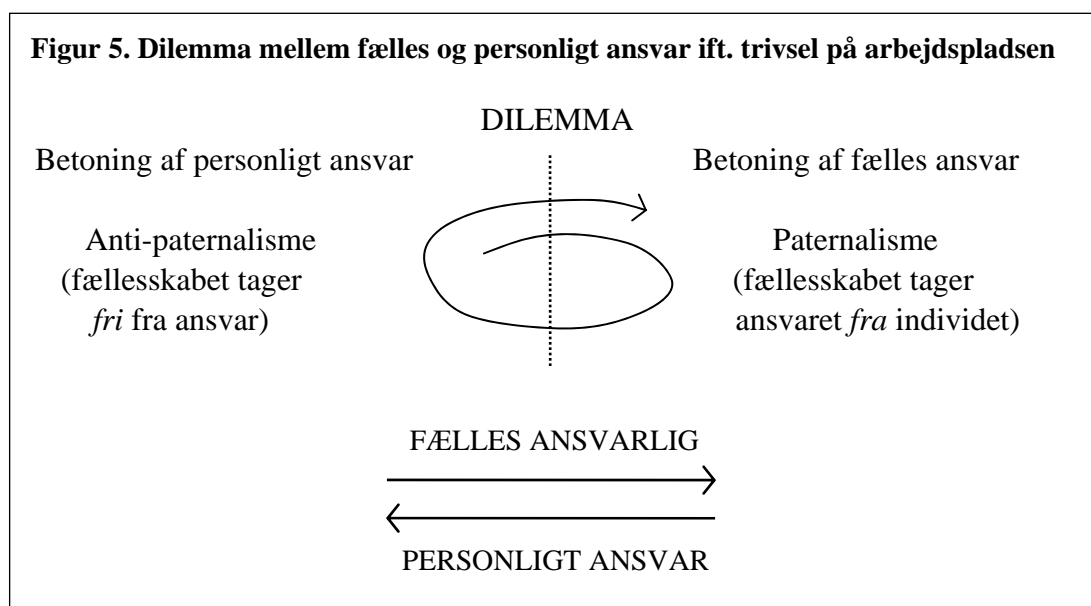 Figur 5. Dilemma mellem fælles og personligt ansvar ift. trivsel på arbejdspladsen
DILEMMA
Betoning af personligt ansvar
Anti-paternalisme
(fællesskabet tager
fri fra ansvar)
Betoning af fælles ansvar
Paternalisme
(fællesskabet tager
ansvaret fra individet)
FÆLLES ANSVARLIG
PERSONLIGT ANSVAR